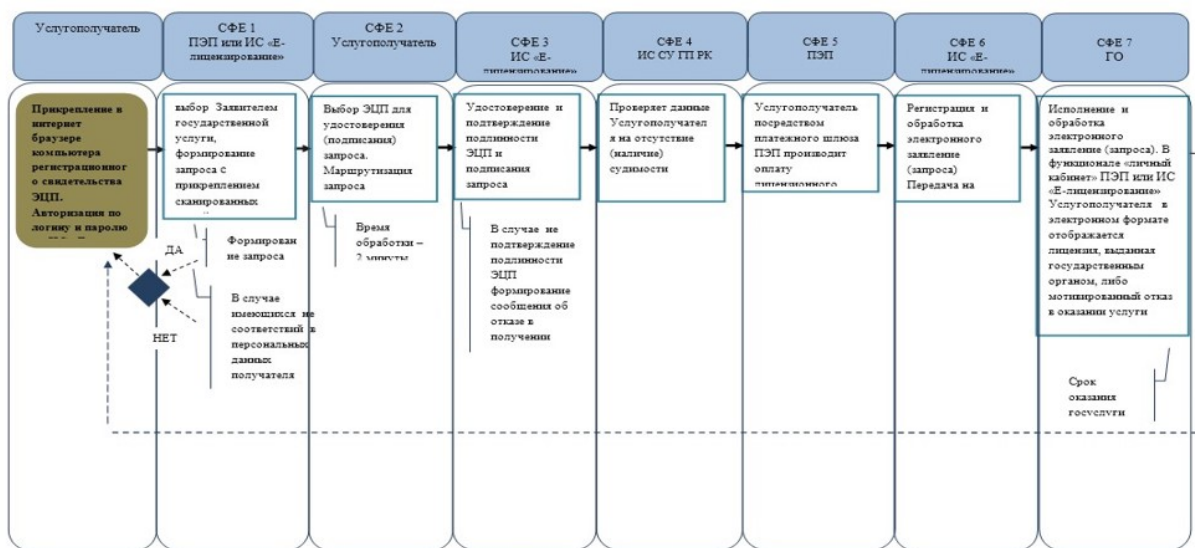 Услугополучатель
СФЕ 1
ПЭП или ИС «Е-
лицензирование»
СФЕ 2
Услугополучатель
СФЕ 3
ИС «Е-
лицензирование»
СФЕ 4
ИС СУ ГП РК
СФЕ 5
ПЭП
СФЕ 6
ИС «Е-
лицензирование»
СФЕ 7
ГО
Прикрепление в
интернет
браузере
компьютера
регистрационног
о свидетельства
ЭЦП.
Авторизация по
логину и паролю
выбор Заявителем
государственной
услуги,
формирование
запроса с
прикреплением
сканированных
Выбор ЭЦП для
удостоверения
(подписания)
запроса.
Маршрутизация
запроса
Удостоверение и
подтверждение
подлинности
ЭЦП и
подписания
запроса
Проверяет данные
Услугополучател
я на отсутствие
(наличие)
судимости
Услугополучатель
посредством
платежного шлюза
ПЭП производит
оплату
лицензионного
Регистрация и
обработка
электронного
заявление
(запроса)
Передача на
Исполнение и
обработка
электронного
заявление (запроса). В
функционале «личный
кабинет» ПЭП или ИС
«Е-лицензирование»
Услугополучателя в
электронном формате
отображается
лицензия, выданная
государственным
органом, либо
мотивированный отказ
в оказании услуги
ДА
НЕТ
Формирован
ие запроса
В случае
имеющихся не
соответствий в
персональных
данных
получателя
Время
обработки –
2 минуты
В случае не
подтверждение
подлинности
ЭЦП
формирование
сообщения об
отказе в
получении
Срок
оказания
госуслуги